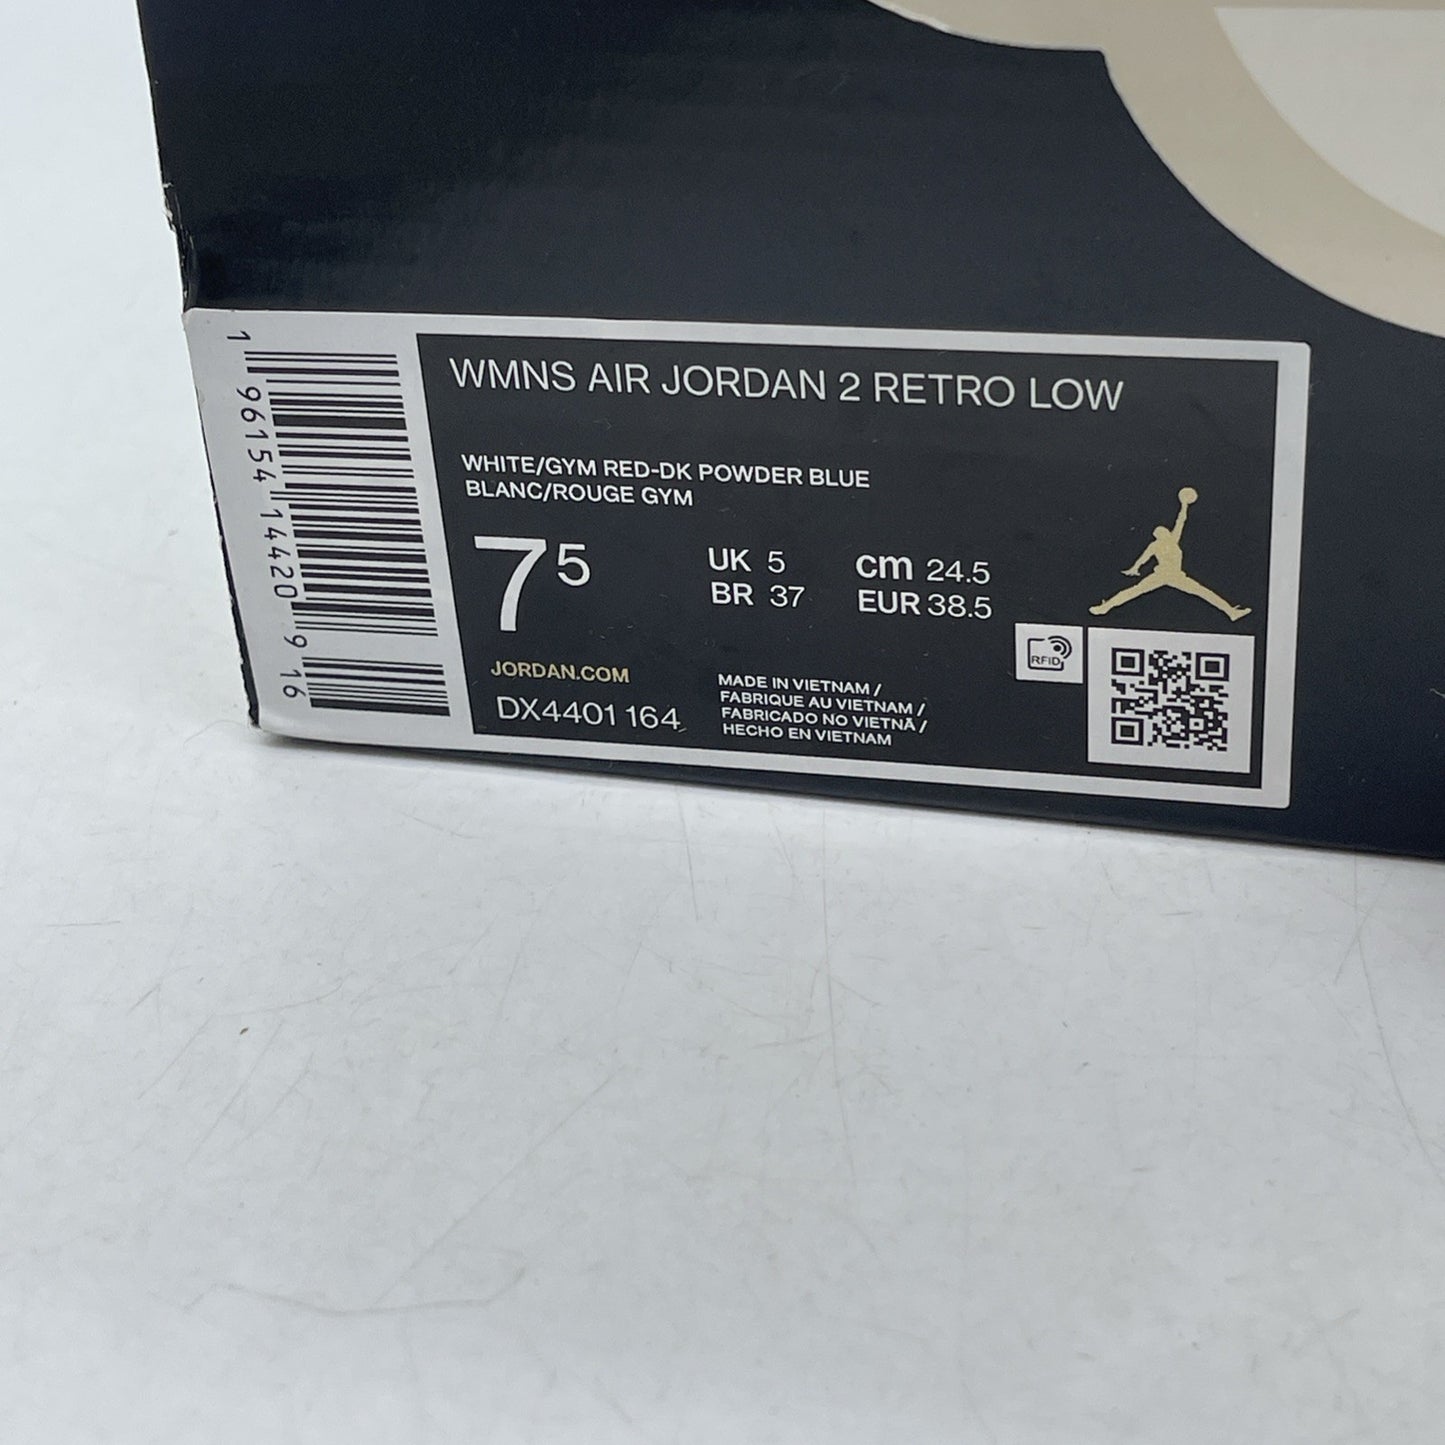 WMNS AIR JORDAN 2 RETRO LOW
WHITE/GYM RED-DK POWDER BLUE
BLANC/ROUGE GYM
7 5
UK 5
BR 37
cm 24.5
EUR 38.5
RFID
JORDAN.COM
DX4401 164
MADE IN VIETNAM /
FABRIQUE AU VIETNAM /
FABRICADO NO VIETNÃ /
HECHO EN VIETNAM
1 96154 14420 9 16